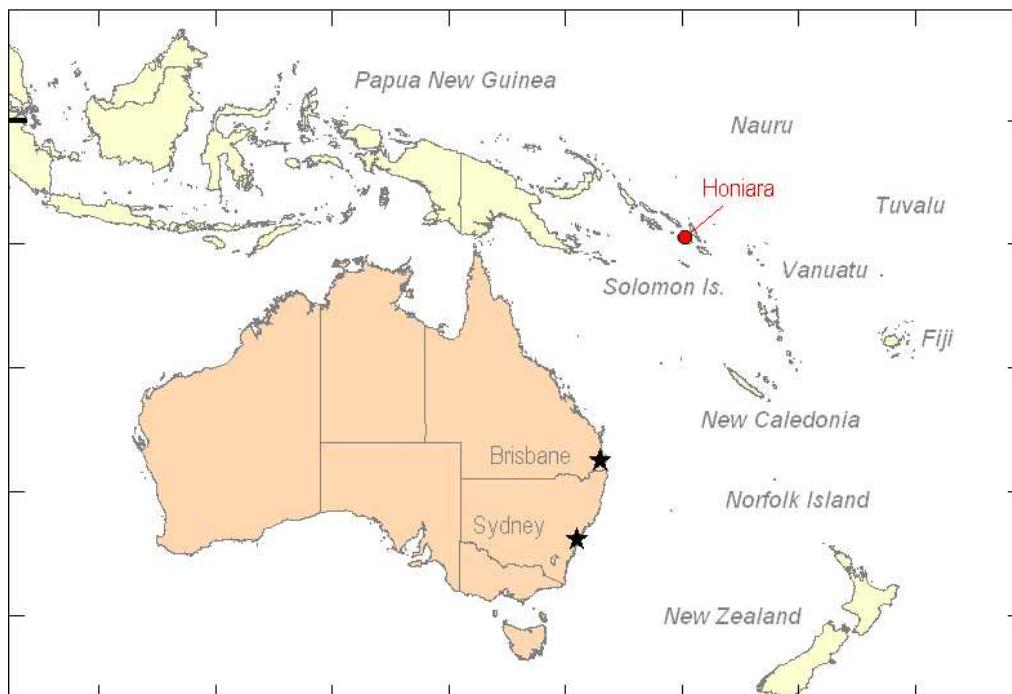 Papua New Guinea
Nauru
Honiara
Tuvalu
Vanuatu
Solomon Is.
Fiji
New Caledonia
Brisbane
Norfolk Island
Sydney
New Zealand